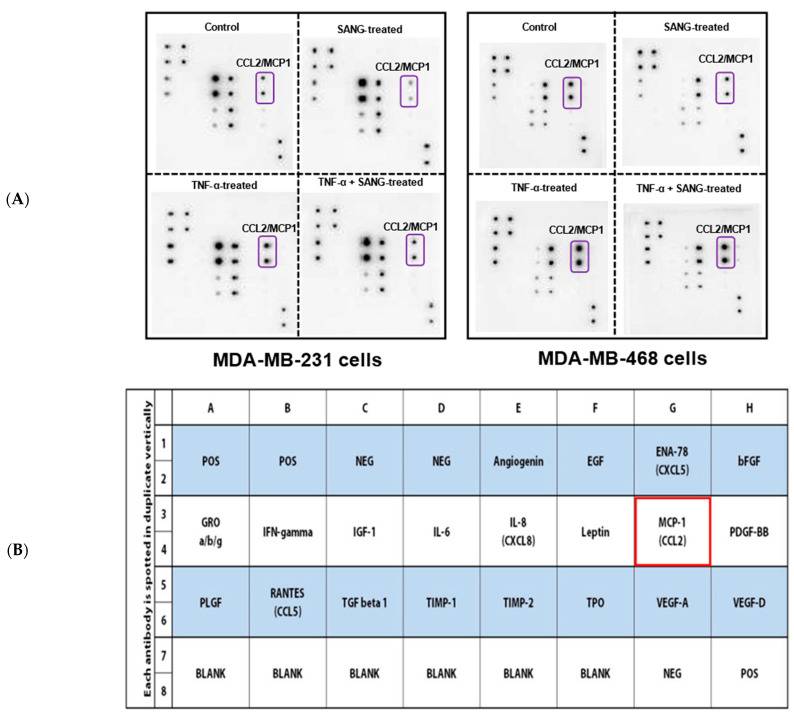 Control
SANG-treated
CCL2/MCP1
CCL2/MCP1
TNF-α-treated
TNF-α + SANG-treated
CCL2/MCP1
CCL2/MCP1
Control
SANG-treated
CCL2/MCP1
CCL2/MCP1
TNF-α-treated
TNF-α + SANG-treated
CCL2/MCP1
CCL2/MCP1
(A)
MDA-MB-231 cells
MDA-MB-468 cells
(B)
Each antibody is spotted in duplicate vertically
A B C D E F G H
1
2
POS POS NEG NEG Angiogenin EGF ENA-78 (CXCL5) bFGF
3
4
GRO a/b/g IFN-gamma IGF-1 IL-6 IL-8 (CXCL8) Leptin MCP-1 (CCL2) PDGF-BB
5
6
PLGF RANTES (CCL5) TGF beta 1 TIMP-1 TIMP-2 TPO VEGF-A VEGF-D
7
8
BLANK BLANK BLANK BLANK BLANK BLANK NEG POS